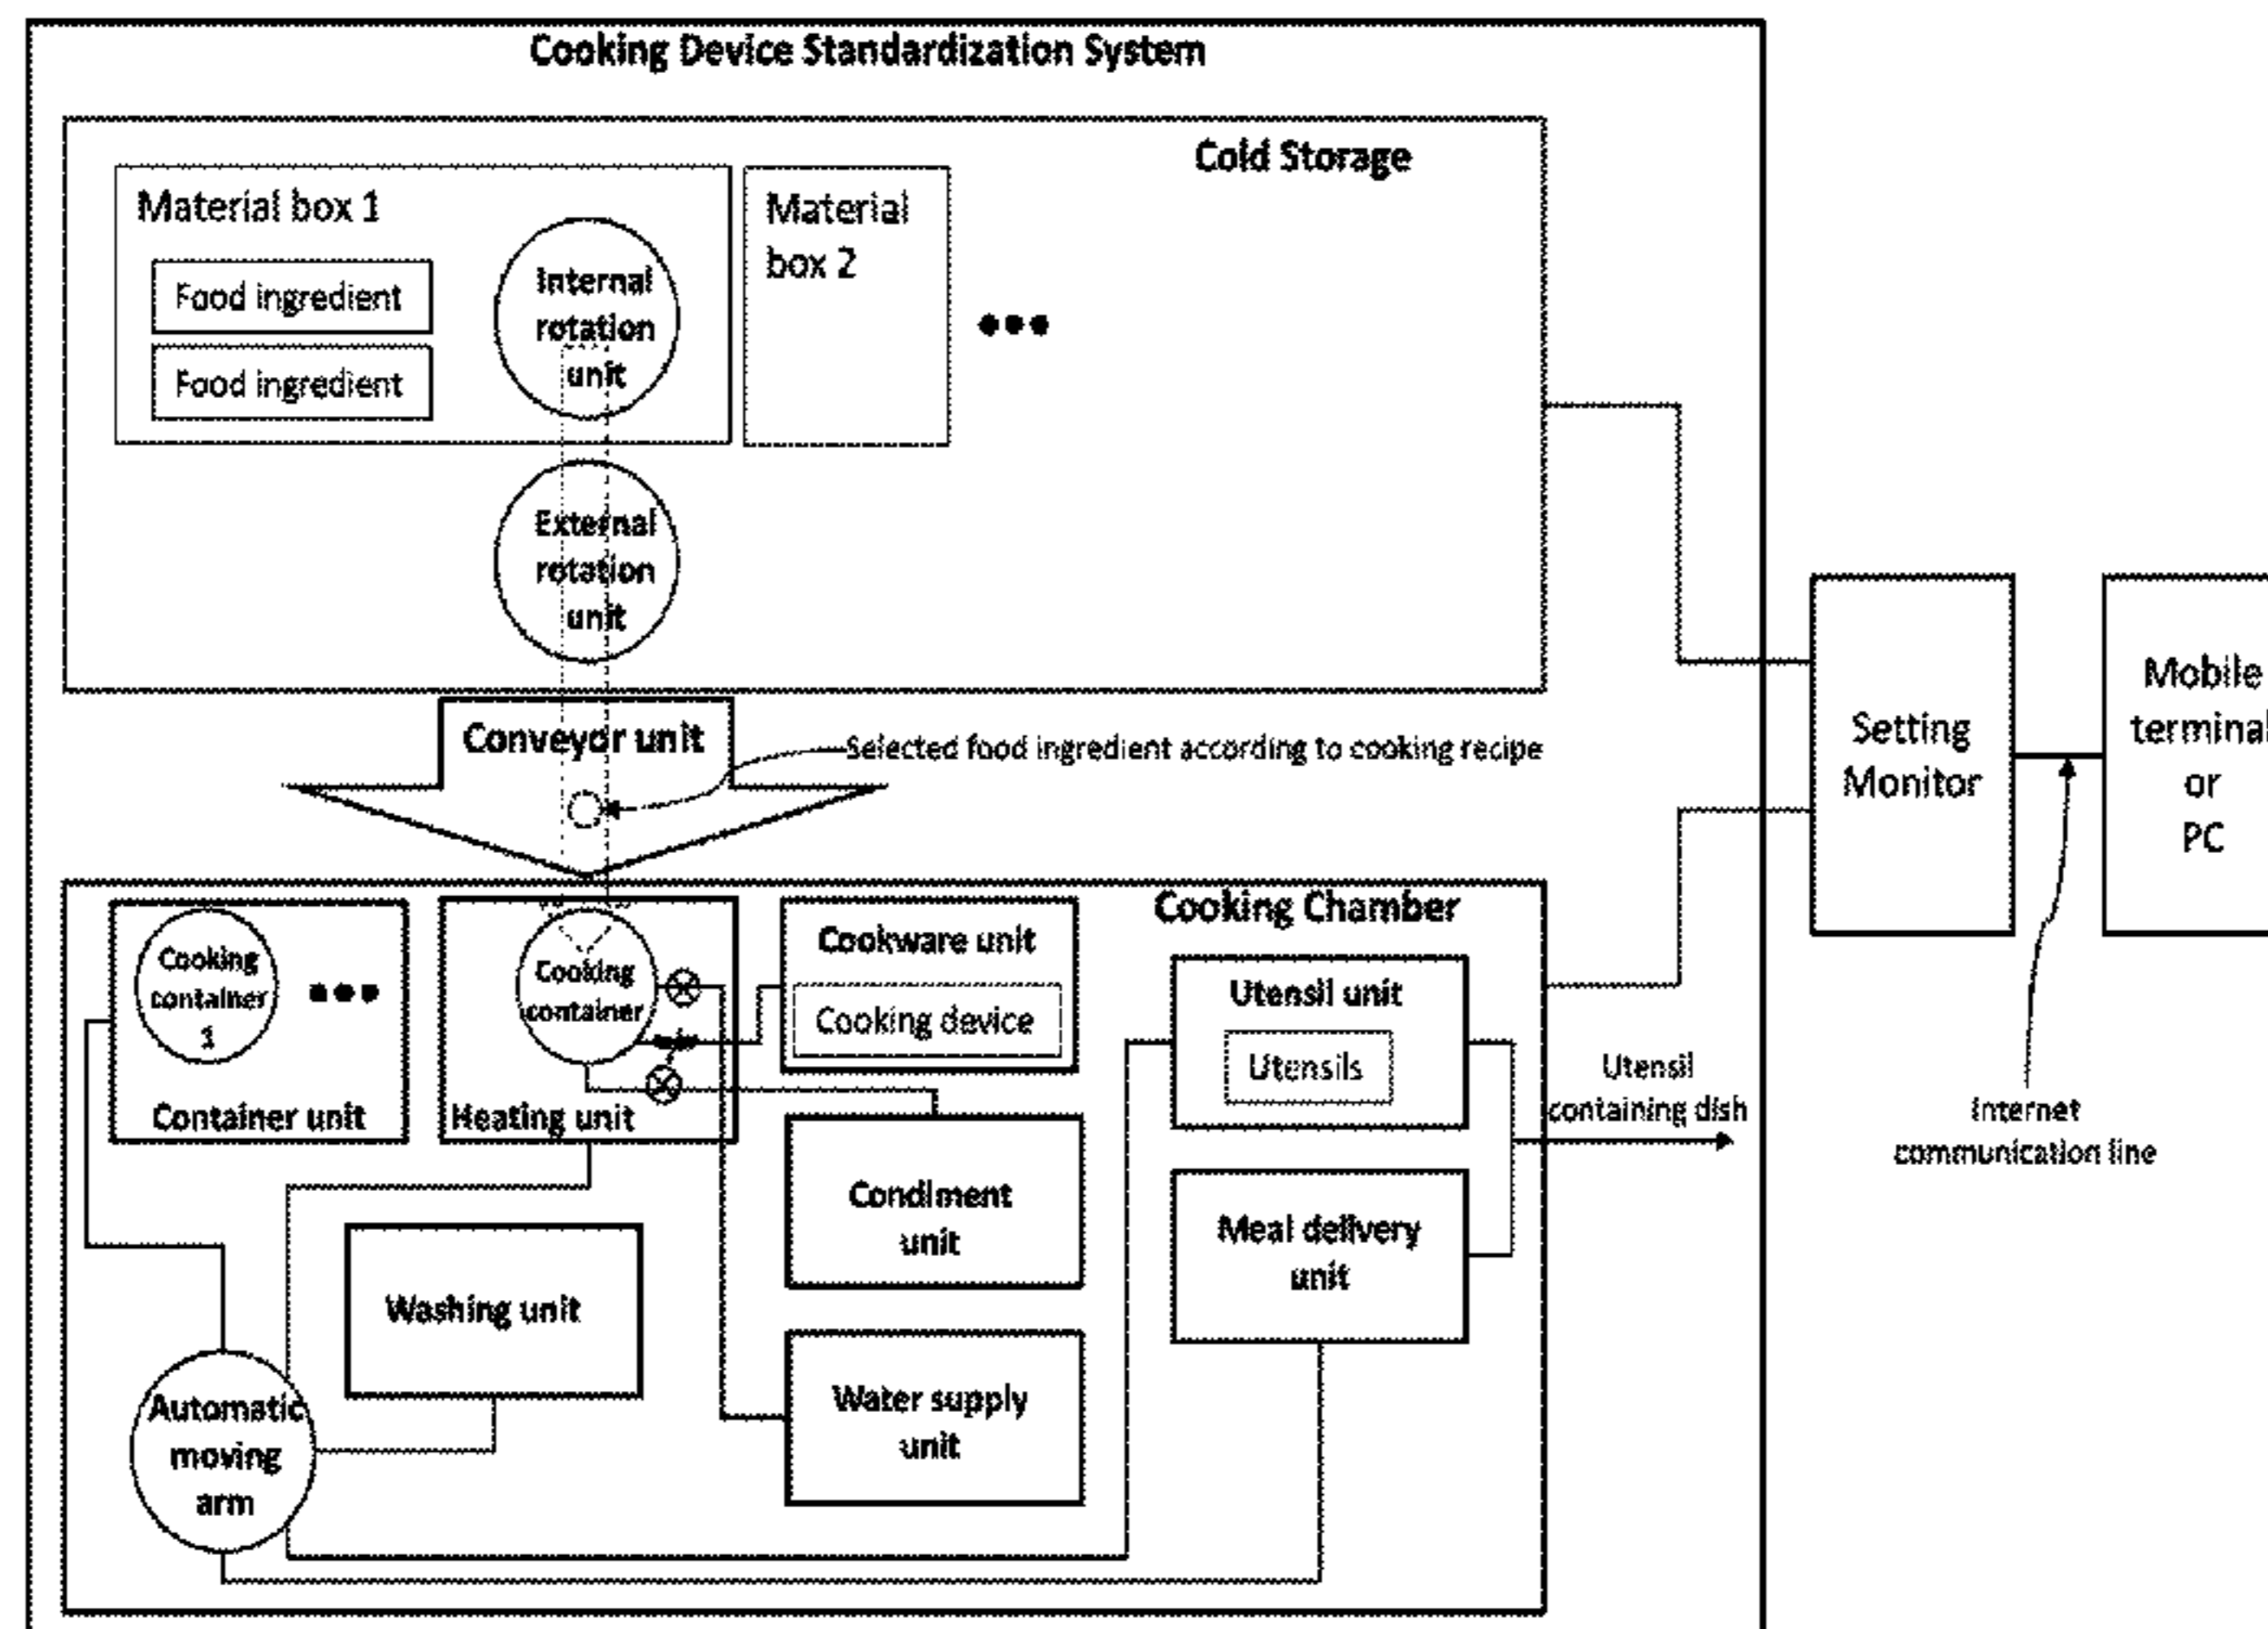 Cooking Device Standardization System
Cold Storage
Material box 1
Food ingredient
Food ingredient
Internal
rotation
unit
Material
box 2
External
rotation
unit
Conveyor unit
Selected food ingredient according to cooking recipe
Setting
Monitor
Mobile
terminal
or
PC
Internet
communication line
Cooking Chamber
Cooking
container
1
Container unit
Cooking
container
Heating unit
Cookware unit
Cooking device
Utensil unit
Utensils
Utensil
containing dish
Condiment
unit
Meal delivery
unit
Washing unit
Water supply
unit
Automatic
moving
arm